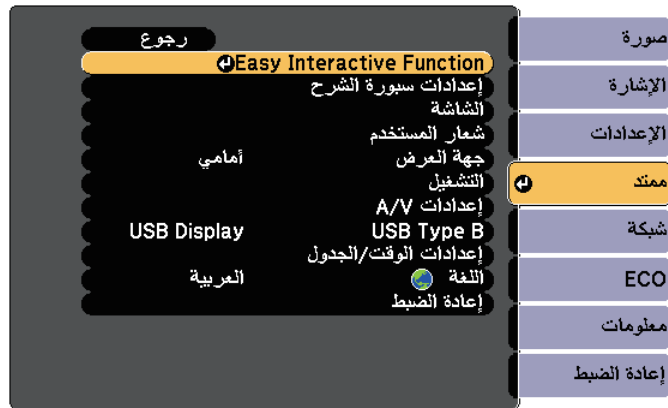 رجوع
Easy Interactive Function
إعدادات سبورة الشرح
الشاشة
شعار المستخدم
جهة العرض أمامي
التشغيل
إعدادات A/V
USB Type B USB Display
إعدادات الوقت/الجدول
اللغة العربية
إعادة الضبط
صورة
الإشارة
الإعدادات
ممتد
شبكة
ECO
معلومات
إعادة الضبط